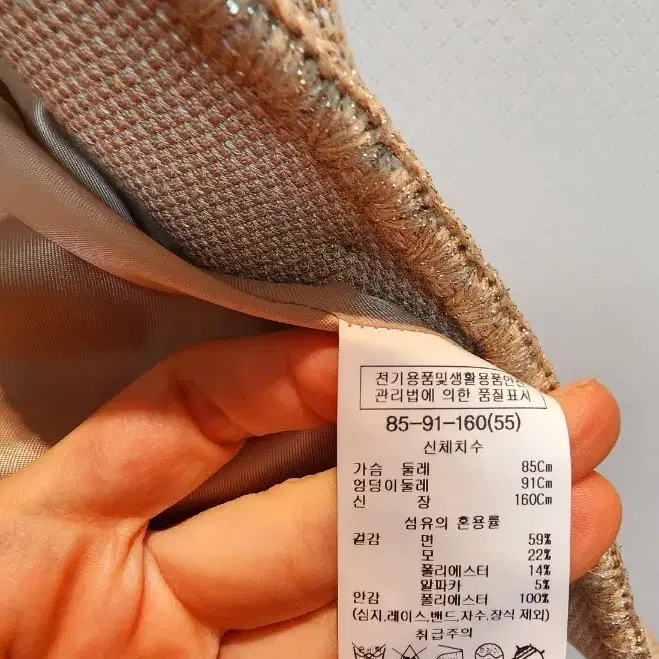 전기용품및생활용품안전
관리법에 의한 품질표시
85-91-160(55)
신체치수
가슴 둘레 85Cm
엉덩이둘레 91Cm
신 장 160Cm
섬유의 혼용률
겉감 면 59%
모 22%
폴리에스터 14%
알파카 5%
안감 폴리에스터 100%
(심지,레이스,밴드,자수,장식 제외)
취급주의